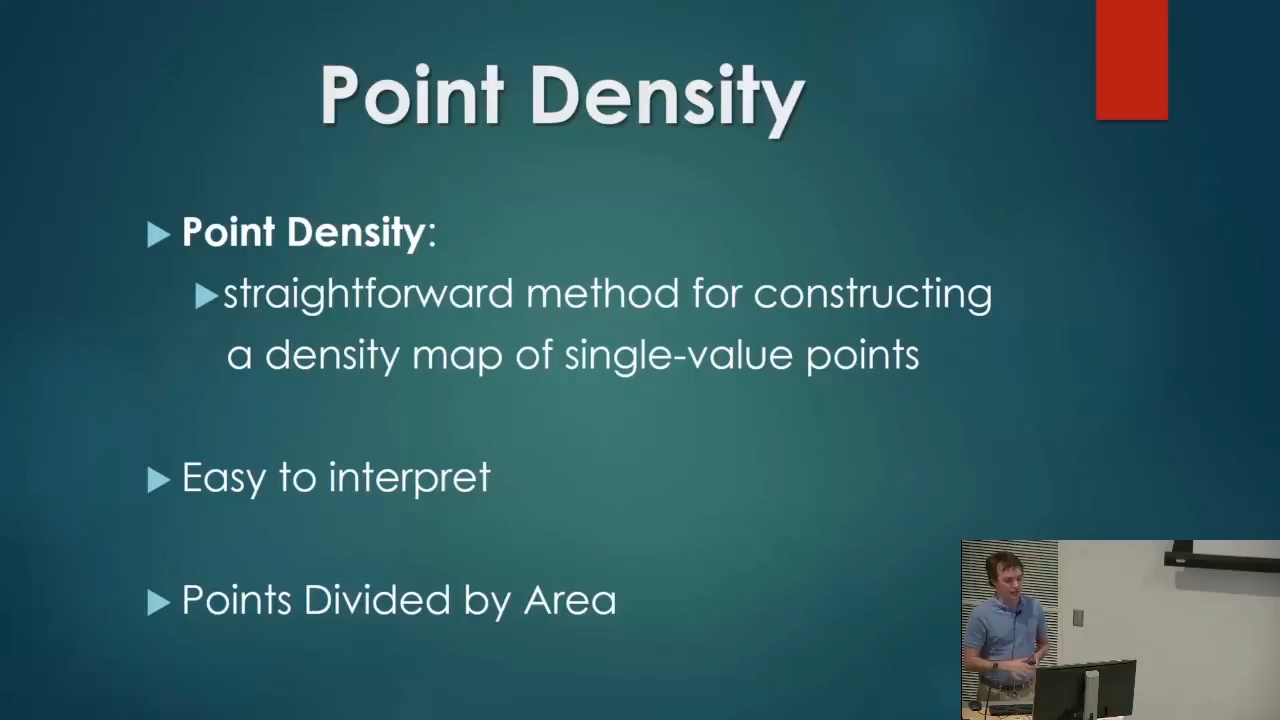 Point Density
Point Density:
straightforward method for constructing
a density map of single-value points
Easy to interpret
Points Divided by Area